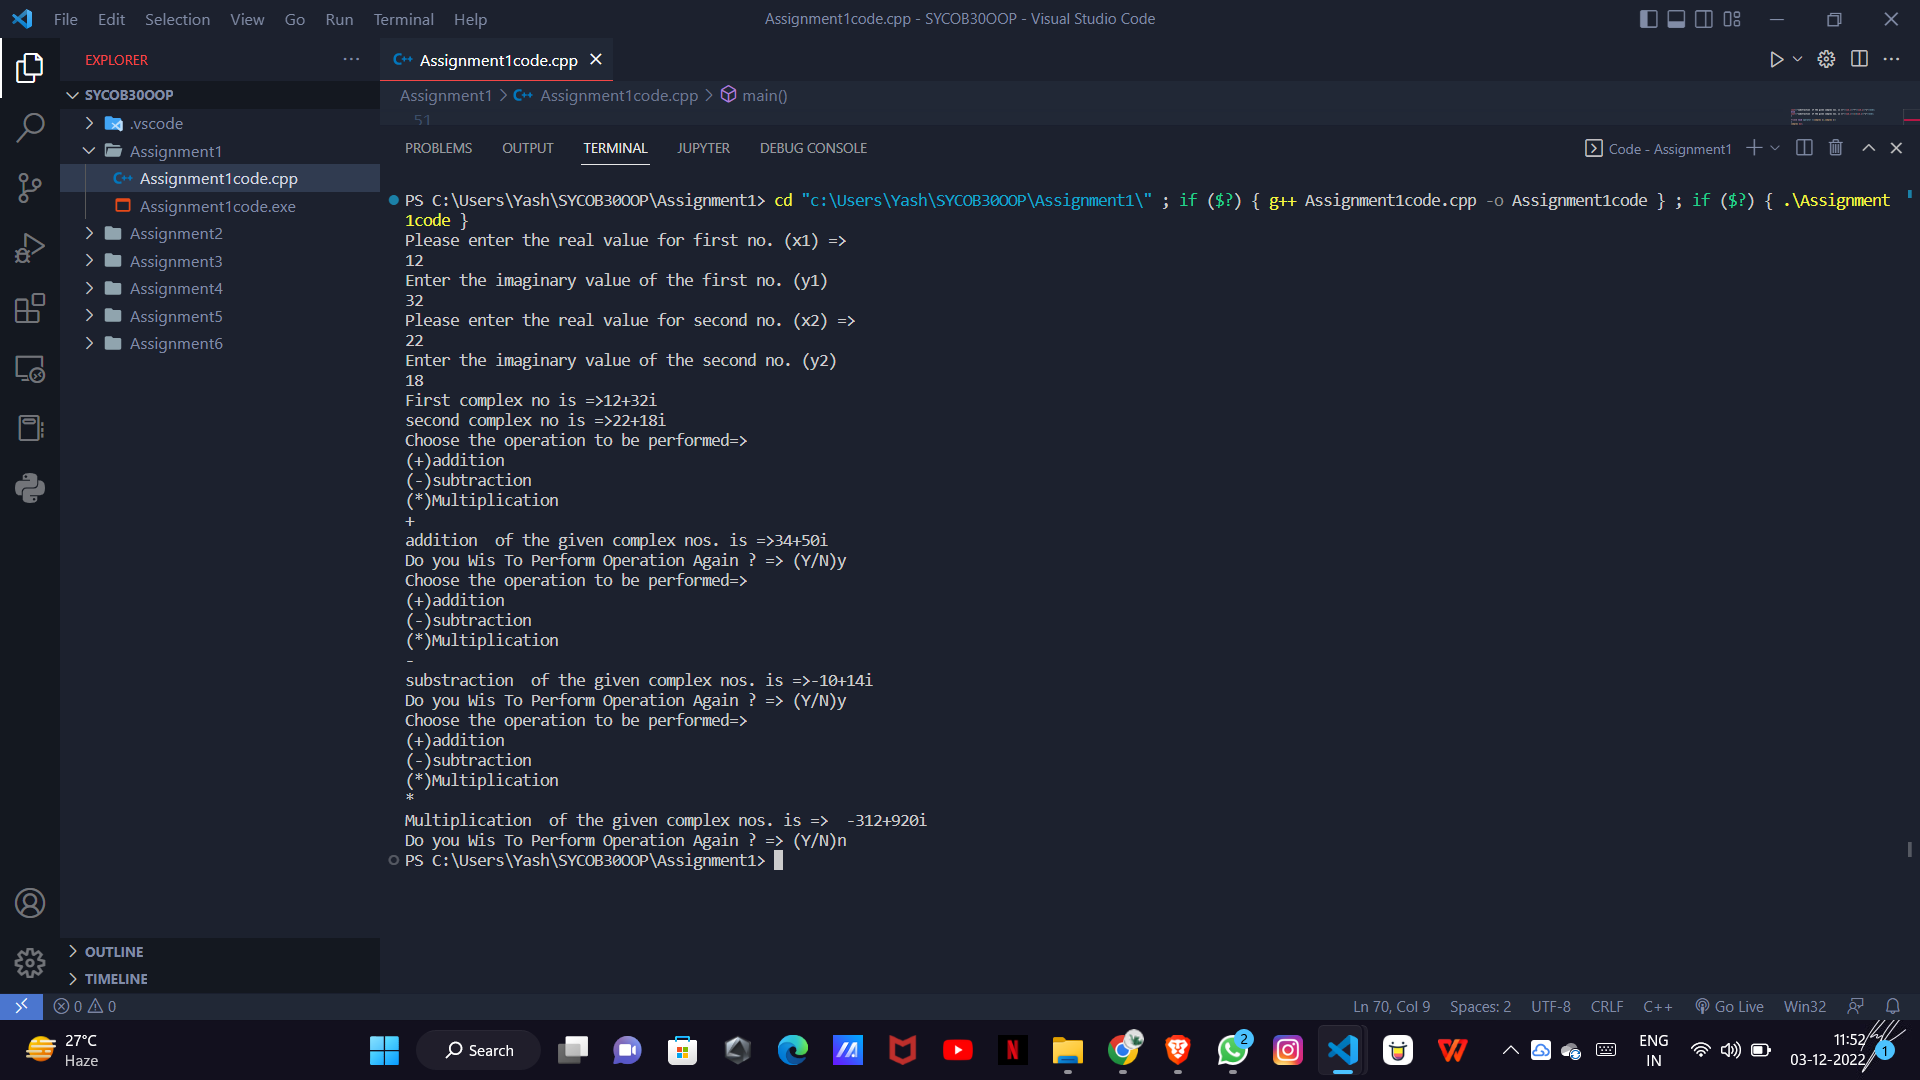 File Edit Selection View Go Run Terminal Help
Assignment1code.cpp - SYCOB30OOP - Visual Studio Code
EXPLORER
Assignment1code.cpp
SYCOB30OOP
Assignment1 > Assignment1code.cpp > main()
51
.vscode
Assignment1
Assignment1code.cpp
Assignment1code.exe
Assignment2
Assignment3
Assignment4
Assignment5
Assignment6
OUTLINE
TIMELINE
PROBLEMS OUTPUT TERMINAL JUPYTER DEBUG CONSOLE
Code - Assignment1
PS C:\Users\Yash\SYCOB30OOP\Assignment1> cd "c:\Users\Yash\SYCOB30OOP\Assignment1\" ; if ($?) { g++ Assignment1code.cpp -o Assignment1code } ; if ($?) { .\Assignment
1code }
Please enter the real value for first no. (x1) =>
12
Enter the imaginary value of the first no. (y1)
32
Please enter the real value for second no. (x2) =>
22
Enter the imaginary value of the second no. (y2)
18
First complex no is =>12+32i
second complex no is =>22+18i
Choose the operation to be performed=>
(+)addition
(-)subtraction
(*)Multiplication
+
addition  of the given complex nos. is =>34+50i
Do you Wis To Perform Operation Again ? => (Y/N)y
Choose the operation to be performed=>
(+)addition
(-)subtraction
(*)Multiplication
-
substraction  of the given complex nos. is =>-10+14i
Do you Wis To Perform Operation Again ? => (Y/N)y
Choose the operation to be performed=>
(+)addition
(-)subtraction
(*)Multiplication
*
Multiplication  of the given complex nos. is =>  -312+920i
Do you Wis To Perform Operation Again ? => (Y/N)n
PS C:\Users\Yash\SYCOB30OOP\Assignment1>
0 0
Ln 70, Col 9 Spaces: 2 UTF-8 CRLF C++ Go Live Win32
27°C
Haze
Search
2
ENG
IN
11:52
03-12-2022
1